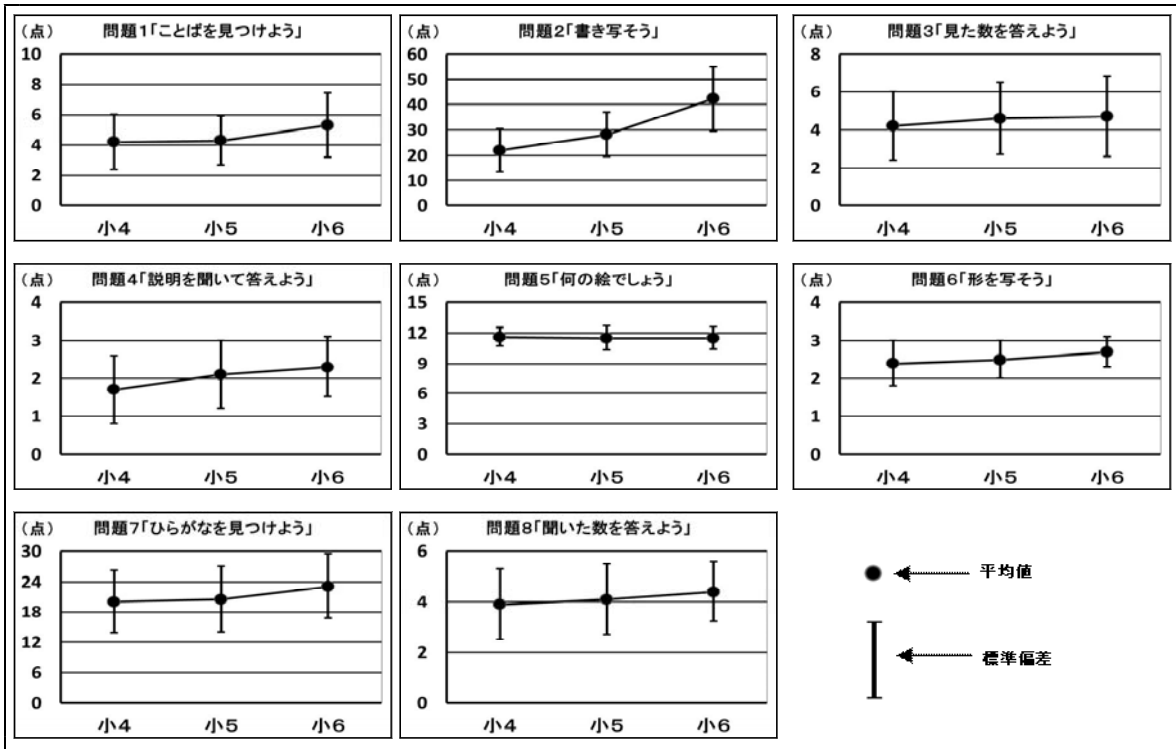 (点) 問題1「ことばを見つけよう」
10
8
6
4
2
0
小4 小5 小6
(点) 問題2「書き写そう」
60
50
40
30
20
10
0
小4 小5 小6
(点) 問題3「見た数を答えよう」
8
6
4
2
0
小4 小5 小6
(点) 問題4「説明を聞いて答えよう」
4
3
2
1
0
小4 小5 小6
(点) 問題5「何の絵でしょう」
15
12
9
6
3
0
小4 小5 小6
(点) 問題6「形を写そう」
4
3
2
1
0
小4 小5 小6
(点) 問題7「ひらがなを見つけよう」
30
24
18
12
6
0
小4 小5 小6
(点) 問題8「聞いた数を答えよう」
6
4
2
0
小4 小5 小6
平均値
標準偏差